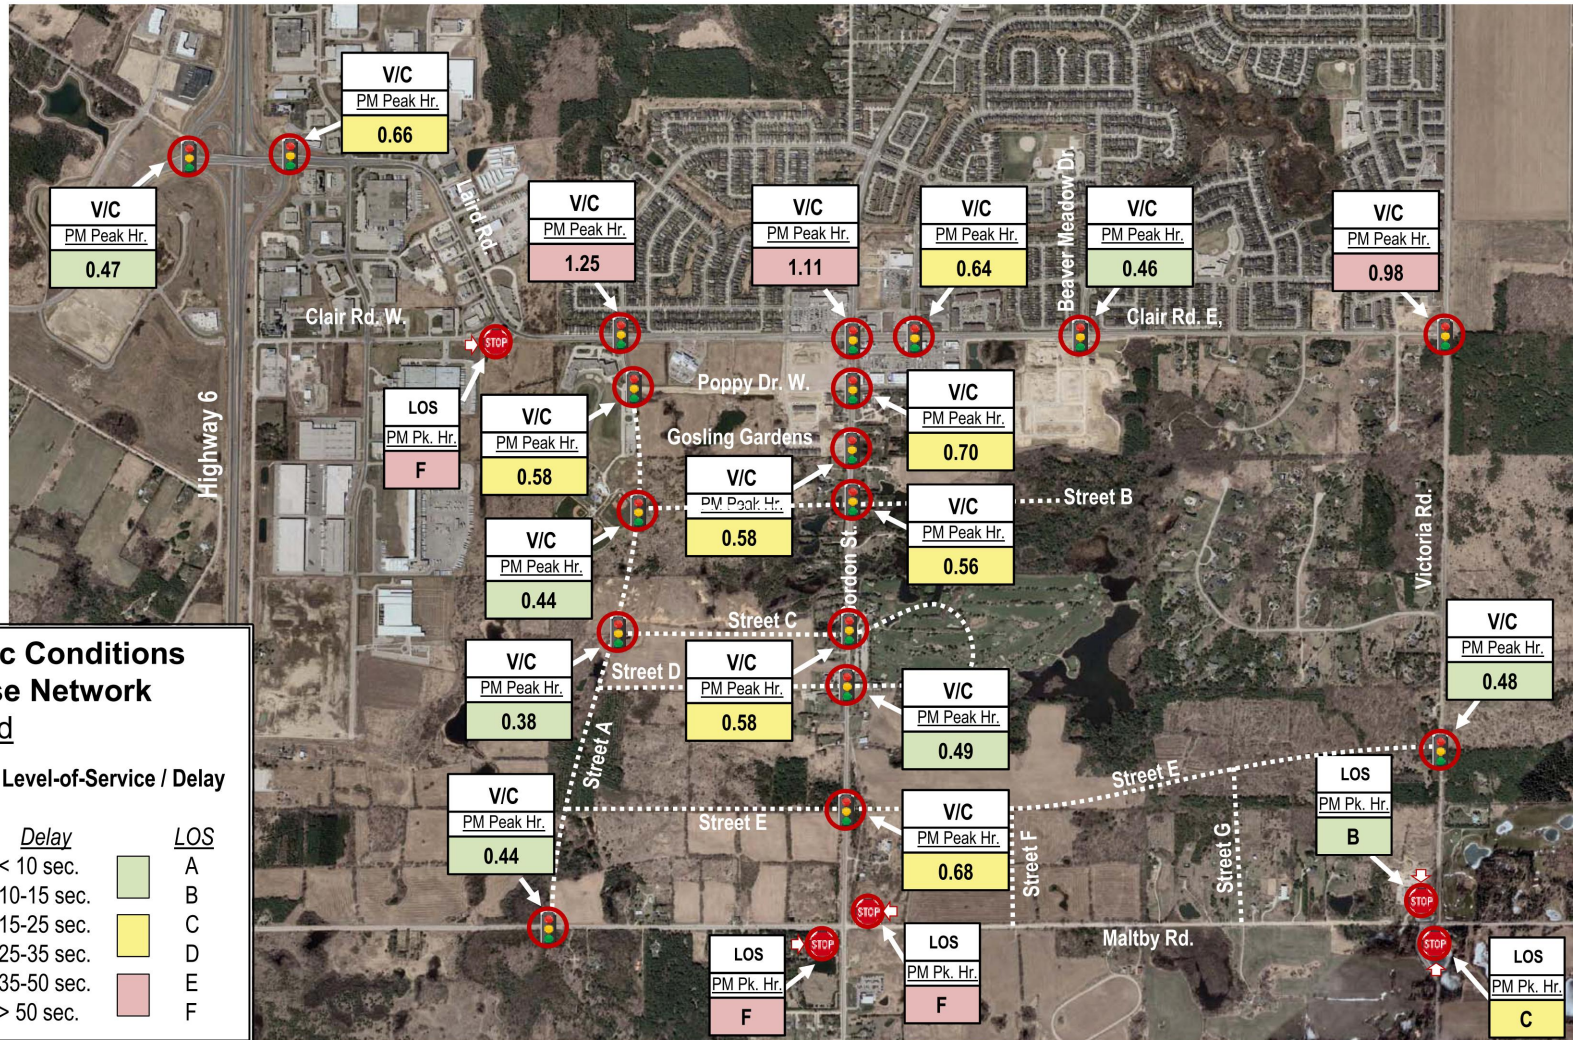 V/C
PM Peak Hr.
0.66
V/C
PM Peak Hr.
0.47
Laird Rd.
V/C
PM Peak Hr.
1.25
V/C
PM Peak Hr.
1.11
V/C
PM Peak Hr.
0.64
Beaver Meadow Dr.
V/C
PM Peak Hr.
0.46
V/C
PM Peak Hr.
0.98
Clair Rd. W.
Clair Rd. E,
STOP
Highway 6
LOS
PM Pk. Hr.
F
V/C
PM Peak Hr.
0.58
Poppy Dr. W.
V/C
PM Peak Hr.
0.70
Gosling Gardens
V/C
PM Peak Hr.
0.58
Street B
V/C
PM Peak Hr.
0.56
Victoria Rd.
V/C
PM Peak Hr.
0.44
ordon St.
Street C
V/C
PM Peak Hr.
0.38
Street D
V/C
PM Peak Hr.
0.58
V/C
PM Peak Hr.
0.49
V/C
PM Peak Hr.
0.48
Street A
Street E
Street E
V/C
PM Peak Hr.
0.44
V/C
PM Peak Hr.
0.68
Street F
Street G
LOS
PM Pk. Hr.
B
STOP
STOP
STOP
STOP
Maltby Rd.
LOS
PM Pk. Hr.
F
LOS
PM Pk. Hr.
F
LOS
PM Pk. Hr.
C
c Conditions
se Network
d
Level-of-Service / Delay
Delay LOS
< 10 sec. A
10-15 sec. B
15-25 sec. C
25-35 sec. D
35-50 sec. E
> 50 sec. F